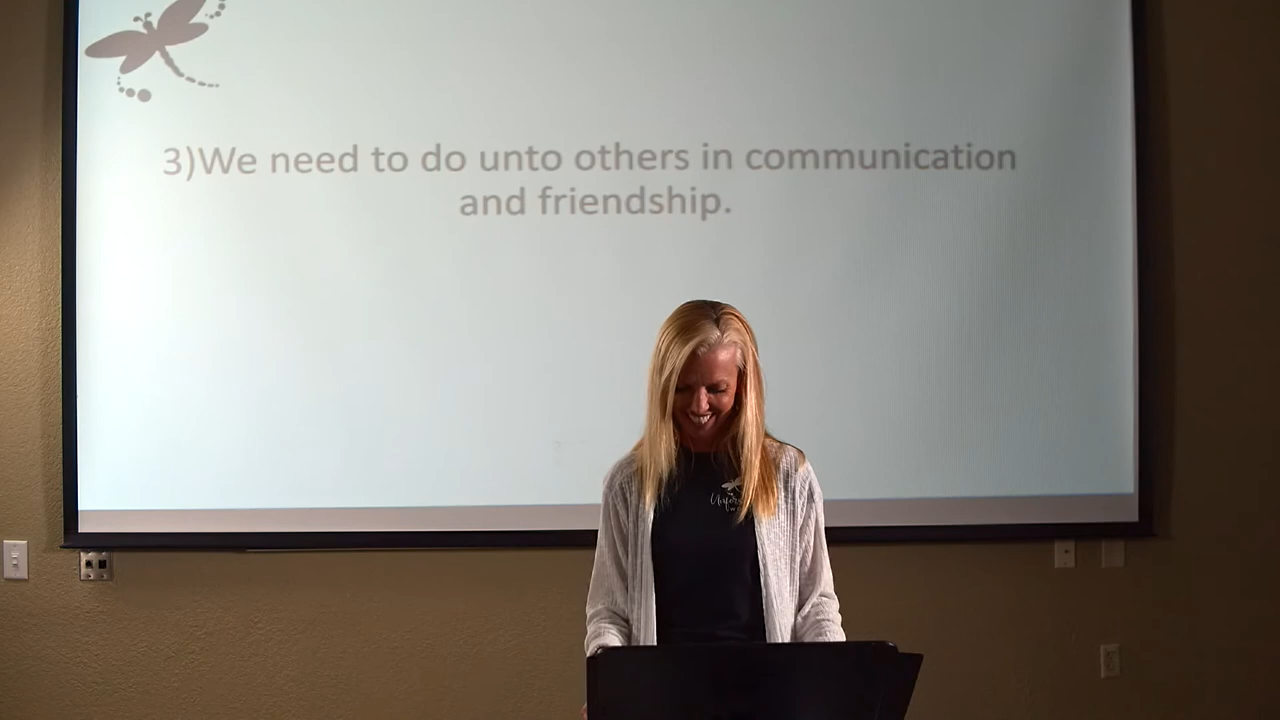 3)We need to do unto others in communication
and friendship.